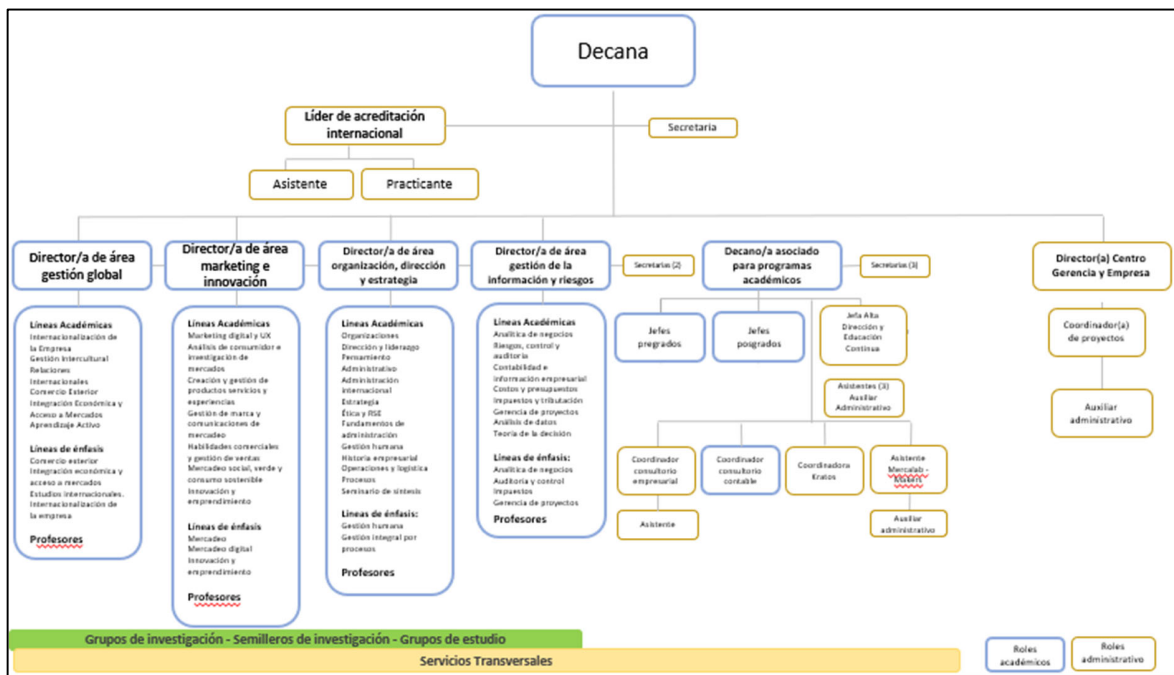 Decana
Líder de acreditación
internacional
Secretaria
Asistente
Practicante
Director/a de área
gestión global
Director/a de área
marketing e
innovación
Director/a de área
organización, dirección
y estrategia
Director/a de área
gestión de la
información y riesgos
Secretarias (2)
Decano/a asociado
para programas
académicos
Secretarias (3)
Director(a) Centro
Gerencia y Empresa
Líneas Académicas
Internacionalización de
la Empresa
Gestión Intercultural
Relaciones
Internacionales
Comercio Exterior
Integración Económica y
Acceso a Mercados
Aprendizaje Activo
Líneas de énfasis
Comercio exterior
Integración económica y
acceso a mercados
Estudios internacionales.
Internacionalización de
la empresa
Profesores
Líneas Académicas
Marketing digital y UX
Análisis de consumidor e
investigación de
mercados
Creación y gestión de
productos servicios y
experiencias
Gestión de marca y
comunicaciones de
mercadeo
Habilidades comerciales
y gestión de ventas
Mercadeo social, verde y
consumo sostenible
Innovación y
emprendimiento
Líneas de énfasis
Mercadeo
Mercadeo digital
Innovación y
emprendimiento
Profesores
Líneas Académicas
Organizaciones
Dirección y liderazgo
Pensamiento
Administrativo
Administración
internacional
Estrategia
Ética y RSE
Fundamentos de
administración
Gestión humana
Historia empresarial
Operaciones y logística
Procesos
Seminario de síntesis
Líneas de énfasis:
Gestión humana
Gestión integral por
procesos
Profesores
Líneas Académicas
Analítica de negocios
Riesgos, control y
auditoría
Contabilidad e
información empresarial
Costos y presupuestos
Impuestos y tributación
Gerencia de proyectos
Análisis de datos
Teoría de la decisión
Líneas de énfasis:
Analítica de negocios
Auditoría y control
Impuestos
Gerencia de proyectos
Profesores
Jefes
pregrados
Jefes
posgrados
Jefa Alta
Dirección y
Educación
Continua
Asistentes (3)
Auxiliar
Administrativo
Coordinador
consultorio
empresarial
Coordinador
consultorio
contable
Coordinadora
Kratos
Asistente
Mercalab -
Makers
Asistente
Auxiliar
administrativo
Coordinador(a)
de proyectos
Auxiliar
administrativo
Grupos de investigación - Semilleros de investigación - Grupos de estudio
Servicios Transversales
Roles
académicos
Roles
administrativo